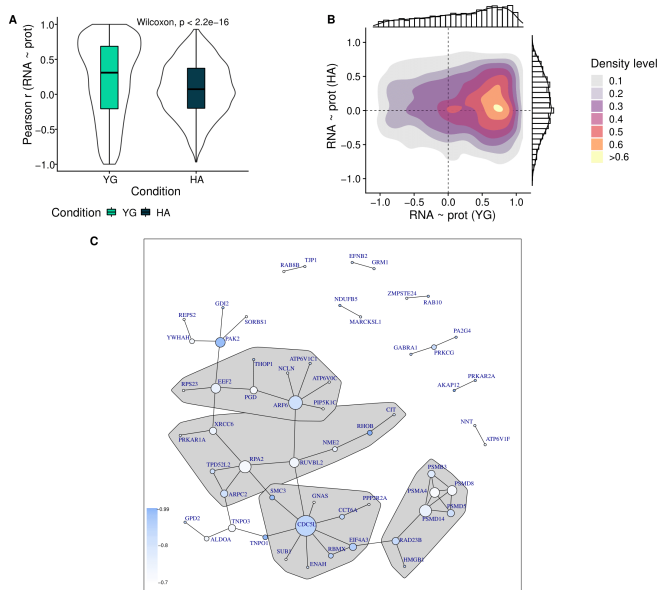 A
Wilcoxon, p < 2.2e−16
Pearson r (RNA ~ prot)
1.0
0.5
0.0
−0.5
−1.0
YG
HA
Condition
Condition YG HA
B
RNA ~ prot (HA)
1.0
0.5
0.0
−0.5
−1.0
−1.0 −0.5 0.0 0.5 1.0
RNA ~ prot (YG)
Density level
0.1
0.2
0.3
0.4
0.5
0.6
>0.6
C
RAB8B
TJP1
EFNB2
GRM1
ZMPSTE24
RAB10
NDUFB5
MARCKSL1
GDI2
REPS2
SORBS1
YWHAH
PAK2
PA2G4
GABRA1
PRKCG
THOP1
ATP6V1C1
NCLN
ATP6V0C
RPS23
EEF2
PGD
ARF6
PIP5K1C
PRKAR2A
AKAP12
CIT
RHOB
XRCC6
PRKAR1A
NME2
NNT
ATP6V1F
TPD52L2
RPA2
RUVBL2
PSMB3
PSMA4
PSMD8
PSMD5
PSMD14
ARPC2
SMC3
GNAS
PPP2R2A
CCT6A
GPD2
TNPO3
ALDOA
TNPO1
CDC5L
SUB1
RBMX
EIF4A3
RAD23B
ENAH
HMGB1
−0.99
−0.8
−0.7